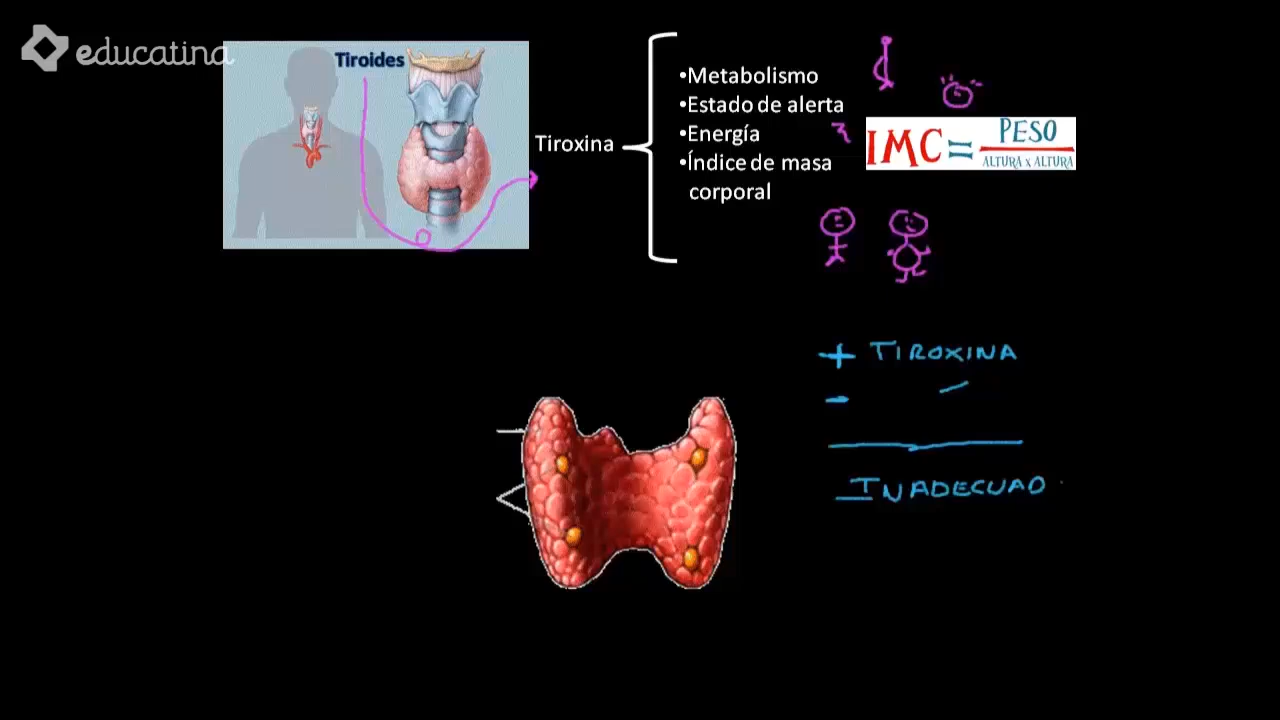 educatina
Tiroides
Tiroxina
•Metabolismo
•Estado de alerta
•Energía
•Índice de masa
corporal
IMC = PESO
ALTURA x ALTURA
+ TIROXINA
-
INADECUAD